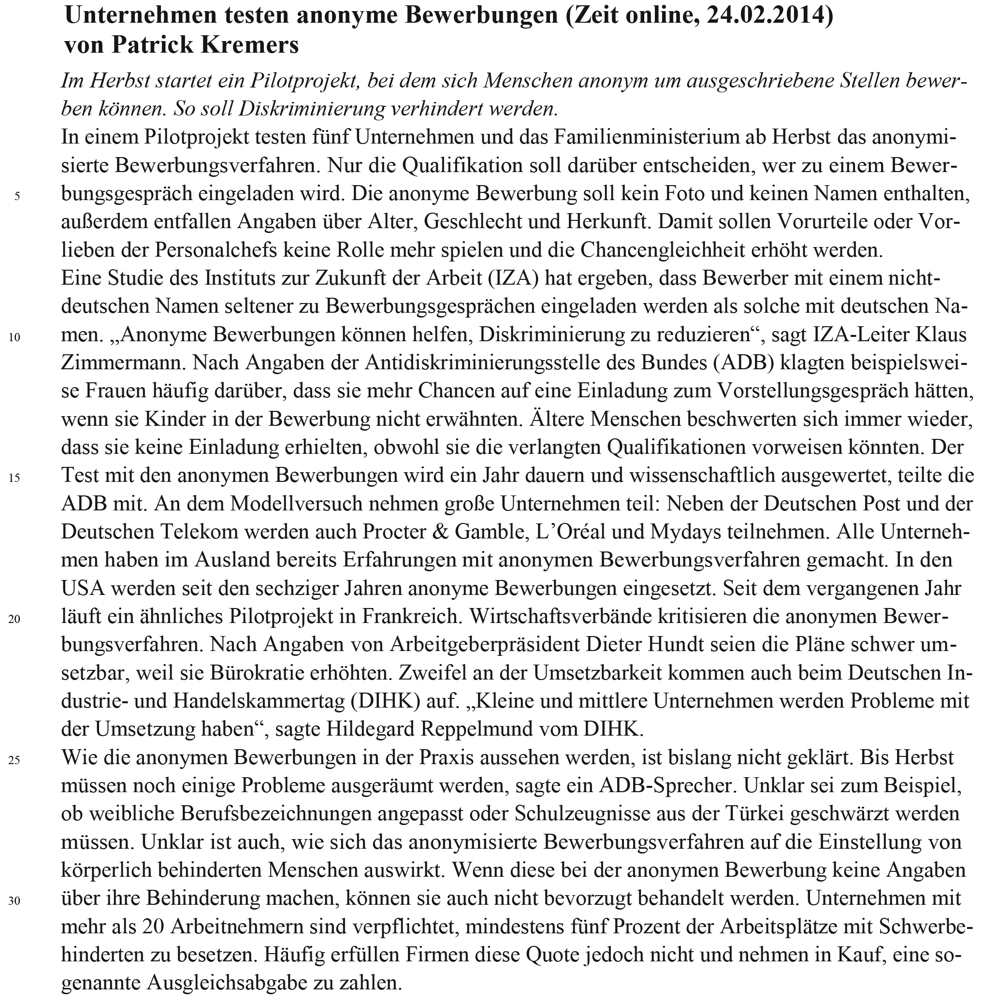 Unternehmen testen anonyme Bewerbungen (Zeit online, 24.02.2014)
von Patrick Kremers
Im Herbst startet ein Pilotprojekt, bei dem sich Menschen anonym um ausgeschriebene Stellen bewer-
ben können. So soll Diskriminierung verhindert werden.
In einem Pilotprojekt testen fünf Unternehmen und das Familienministerium ab Herbst das anonymi-
sierte Bewerbungsverfahren. Nur die Qualifikation soll darüber entscheiden, wer zu einem Bewer-
5 bungsgespräch eingeladen wird. Die anonyme Bewerbung soll kein Foto und keinen Namen enthalten,
außerdem entfallen Angaben über Alter, Geschlecht und Herkunft. Damit sollen Vorurteile oder Vor-
lieben der Personalchefs keine Rolle mehr spielen und die Chancengleichheit erhöht werden.
Eine Studie des Instituts zur Zukunft der Arbeit (IZA) hat ergeben, dass Bewerber mit einem nicht-
deutschen Namen seltener zu Bewerbungsgesprächen eingeladen werden als solche mit deutschen Na-
10 men. „Anonyme Bewerbungen können helfen, Diskriminierung zu reduzieren“, sagt IZA-Leiter Klaus
Zimmermann. Nach Angaben der Antidiskriminierungsstelle des Bundes (ADB) klagten beispielswei-
se Frauen häufig darüber, dass sie mehr Chancen auf eine Einladung zum Vorstellungsgespräch hätten,
wenn sie Kinder in der Bewerbung nicht erwähnten. Ältere Menschen beschwerten sich immer wieder,
dass sie keine Einladung erhielten, obwohl sie die verlangten Qualifikationen vorweisen könnten. Der
15 Test mit den anonymen Bewerbungen wird ein Jahr dauern und wissenschaftlich ausgewertet, teilte die
ADB mit. An dem Modellversuch nehmen große Unternehmen teil: Neben der Deutschen Post und der
Deutschen Telekom werden auch Procter & Gamble, L’Oréal und Mydays teilnehmen. Alle Unterneh-
men haben im Ausland bereits Erfahrungen mit anonymen Bewerbungsverfahren gemacht. In den
USA werden seit den sechziger Jahren anonyme Bewerbungen eingesetzt. Seit dem vergangenen Jahr
20 läuft ein ähnliches Pilotprojekt in Frankreich. Wirtschaftsverbände kritisieren die anonymen Bewer-
bungsverfahren. Nach Angaben von Arbeitgeberpräsident Dieter Hundt seien die Pläne schwer um-
setzbar, weil sie Bürokratie erhöhten. Zweifel an der Umsetzbarkeit kommen auch beim Deutschen In-
dustrie- und Handelskammertag (DIHK) auf. „Kleine und mittlere Unternehmen werden Probleme mit
der Umsetzung haben“, sagte Hildegard Reppelmund vom DIHK.
25 Wie die anonymen Bewerbungen in der Praxis aussehen werden, ist bislang nicht geklärt. Bis Herbst
müssen noch einige Probleme ausgeräumt werden, sagte ein ADB-Sprecher. Unklar sei zum Beispiel,
ob weibliche Berufsbezeichnungen angepasst oder Schulzeugnisse aus der Türkei geschwärzt werden
müssen. Unklar ist auch, wie sich das anonymisierte Bewerbungsverfahren auf die Einstellung von
körperlich behinderten Menschen auswirkt. Wenn diese bei der anonymen Bewerbung keine Angaben
30 über ihre Behinderung machen, können sie auch nicht bevorzugt behandelt werden. Unternehmen mit
mehr als 20 Arbeitnehmern sind verpflichtet, mindestens fünf Prozent der Arbeitsplätze mit Schwerbe-
hinderten zu besetzen. Häufig erfüllen Firmen diese Quote jedoch nicht und nehmen in Kauf, eine so-
genannte Ausgleichsabgabe zu zahlen.